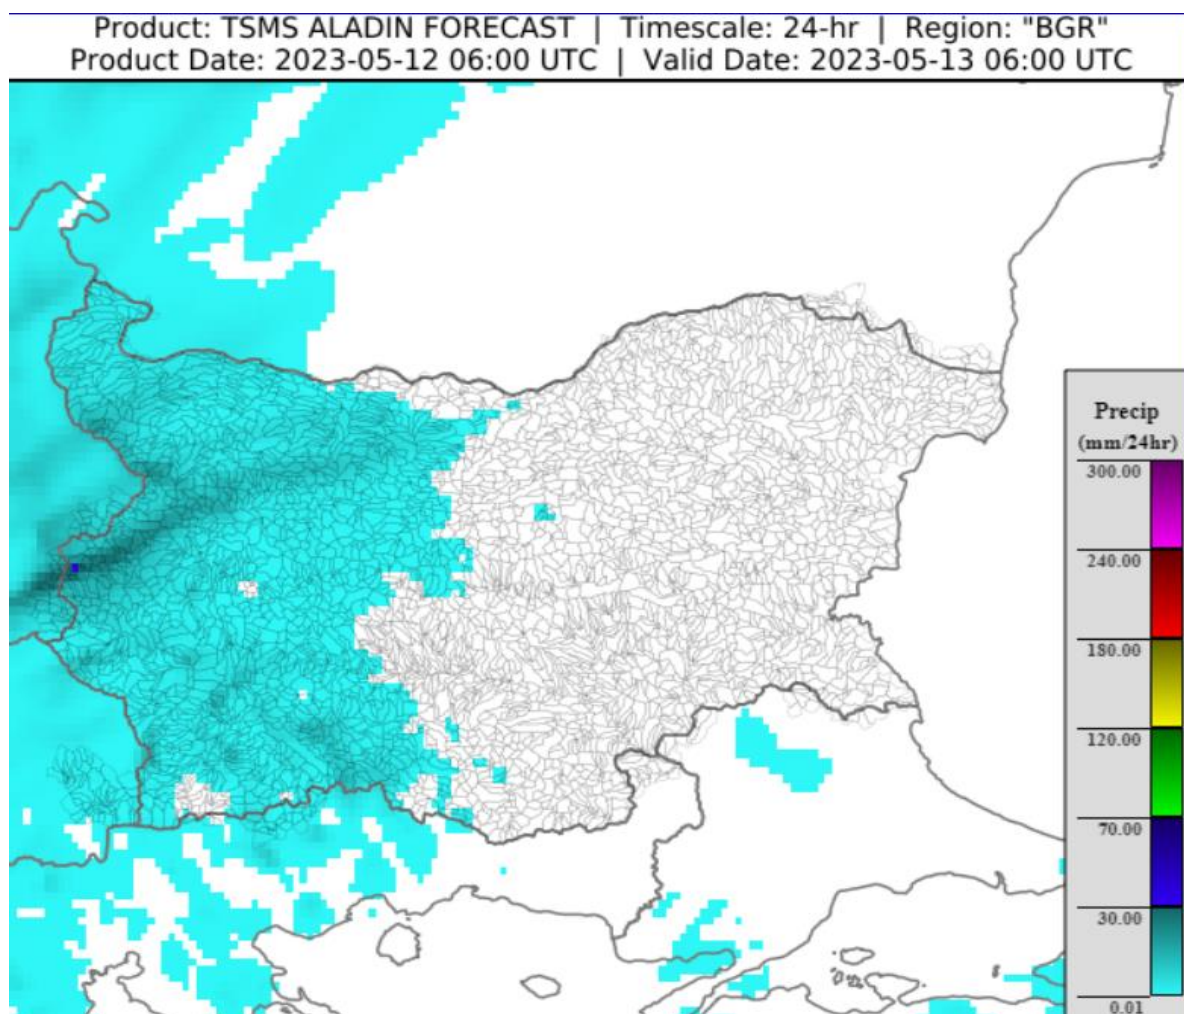 Product: TSMS ALADIN FORECAST | Timescale: 24-hr | Region: "BGR"
Product Date: 2023-05-12 06:00 UTC | Valid Date: 2023-05-13 06:00 UTC
Precip
(mm/24hr)
300.00
240.00
180.00
120.00
70.00
30.00
0.01